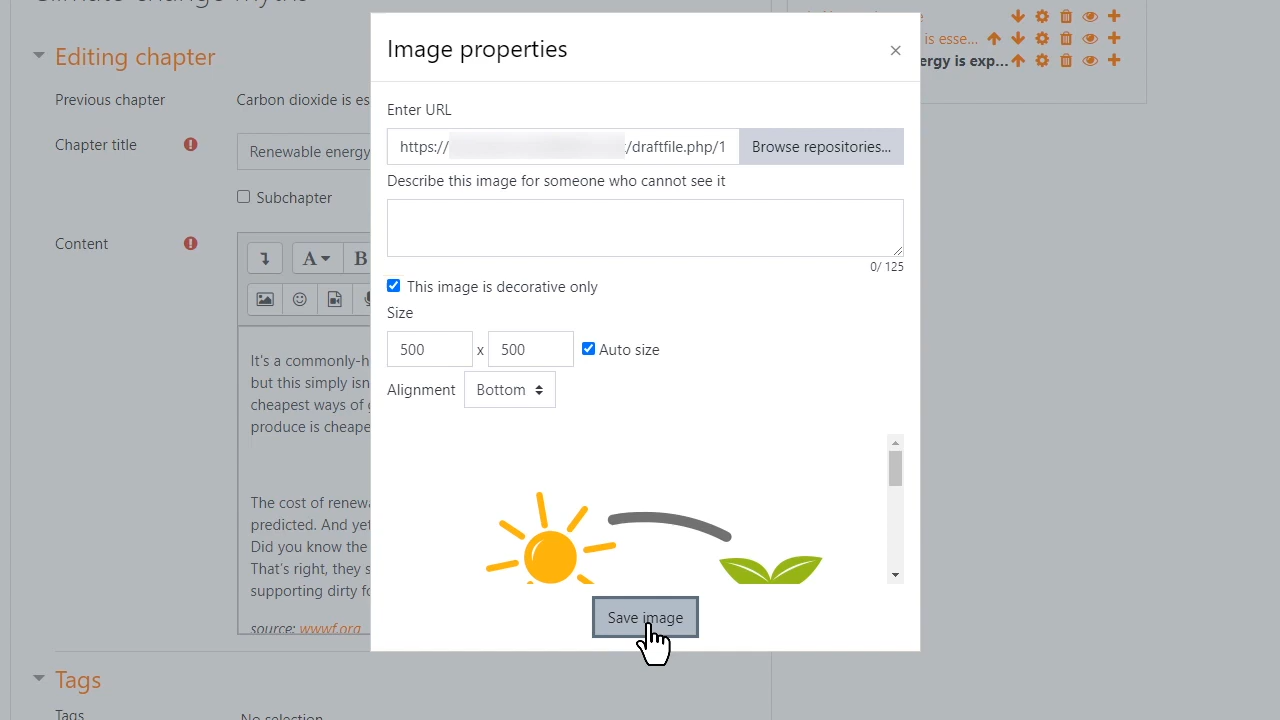 Climate change myths
is esse...
ergy is exp...
Editing chapter
Previous chapter
Carbon dioxide is es
Chapter title
Renewable energy
Subchapter
Content
A
B
It's a commonly-h
but this simply isn
cheapest ways of g
produce is cheape
The cost of renewa
predicted. And yet
Did you know the
That's right, they s
supporting dirty fo
source: wwwf.org
Tags
Tags
No selection
Image properties
×
Enter URL
https://
/draftfile.php/1
Browse repositories...
Describe this image for someone who cannot see it
0/ 125
This image is decorative only
Size
500 x 500 Auto size
Alignment Bottom
Save image